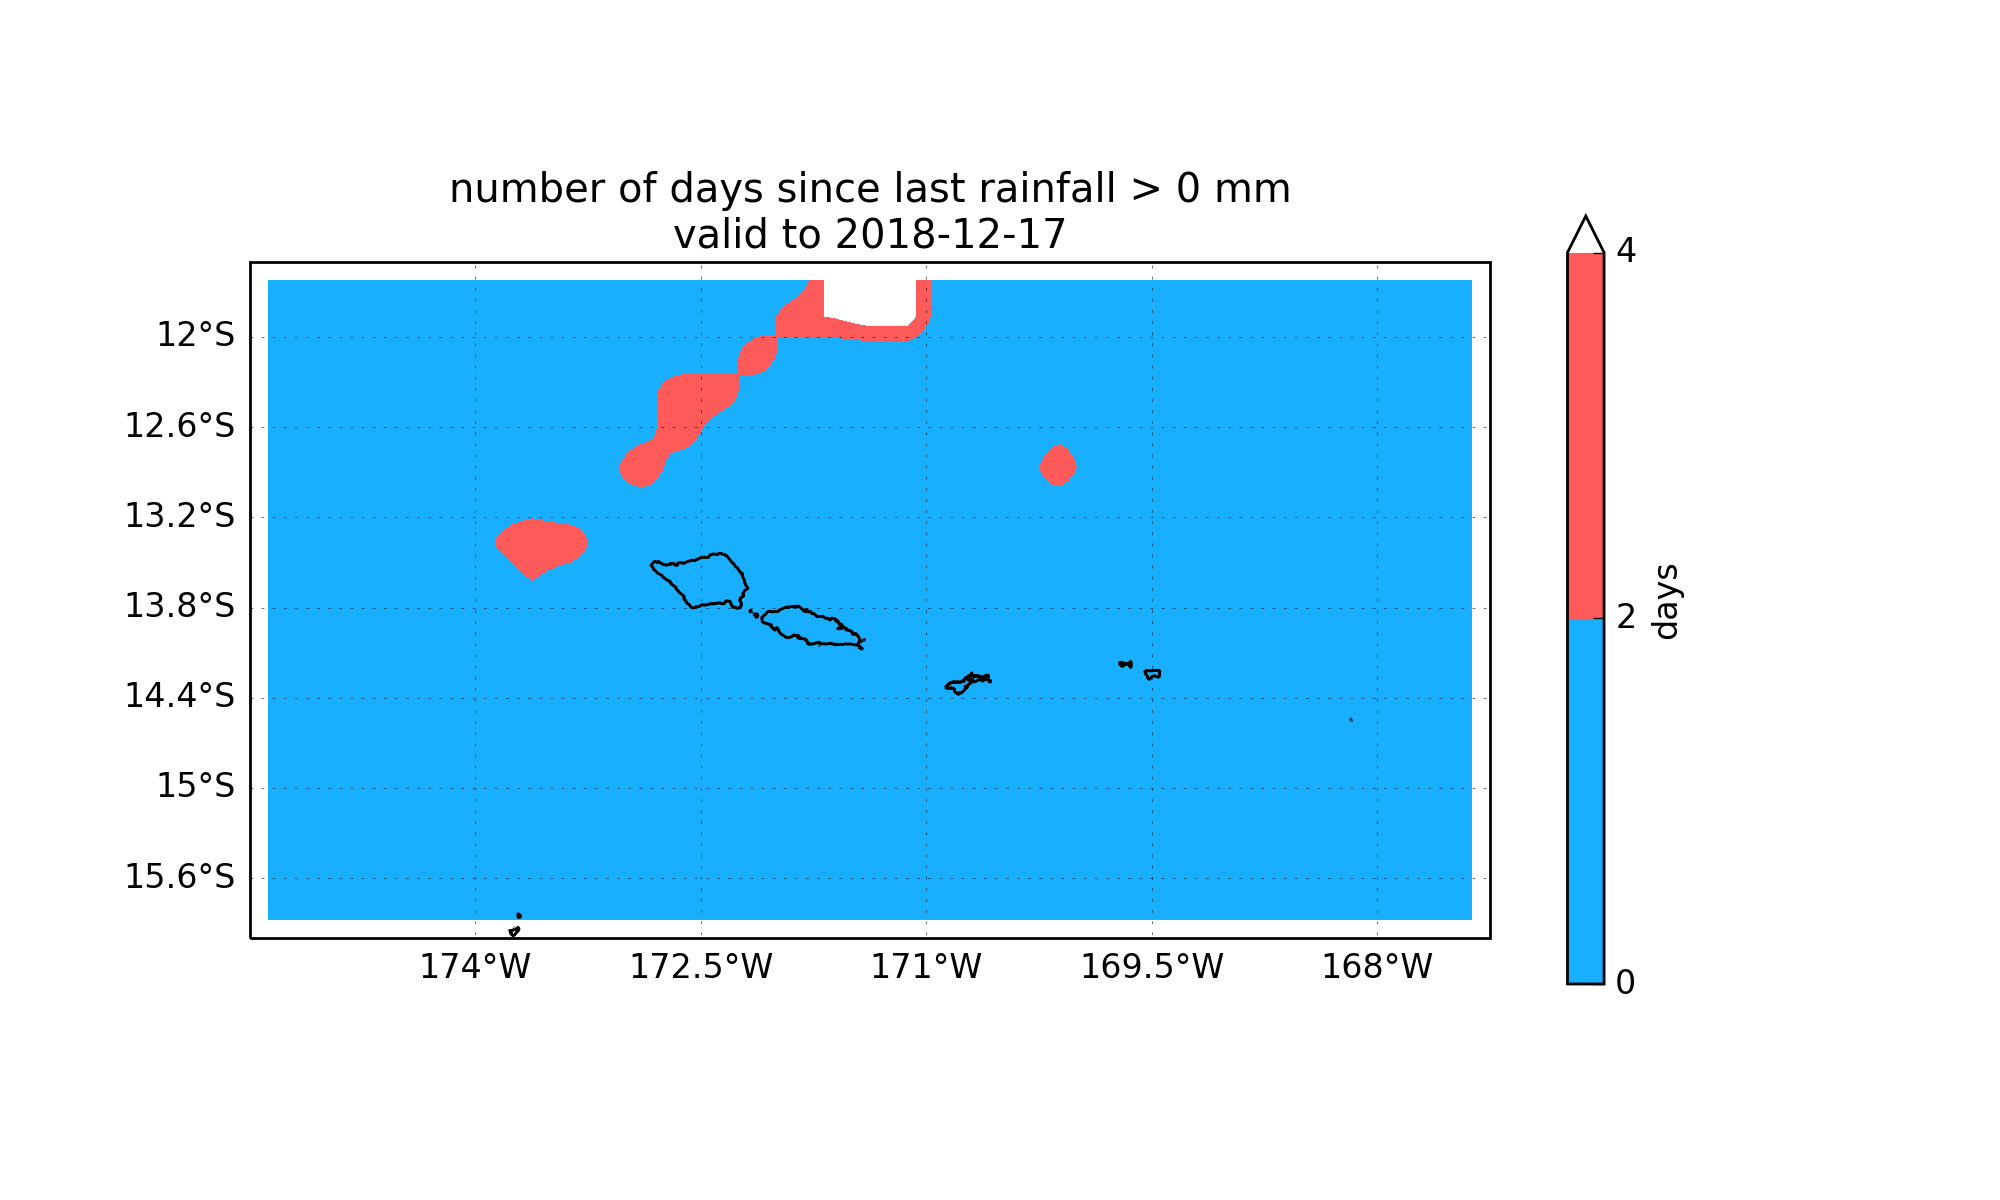 number of days since last rainfall > 0 mm
valid to 2018-12-17
12°S
12.6°S
13.2°S
13.8°S
14.4°S
15°S
15.6°S
174°W 172.5°W 171°W 169.5°W 168°W
4
2
0
days